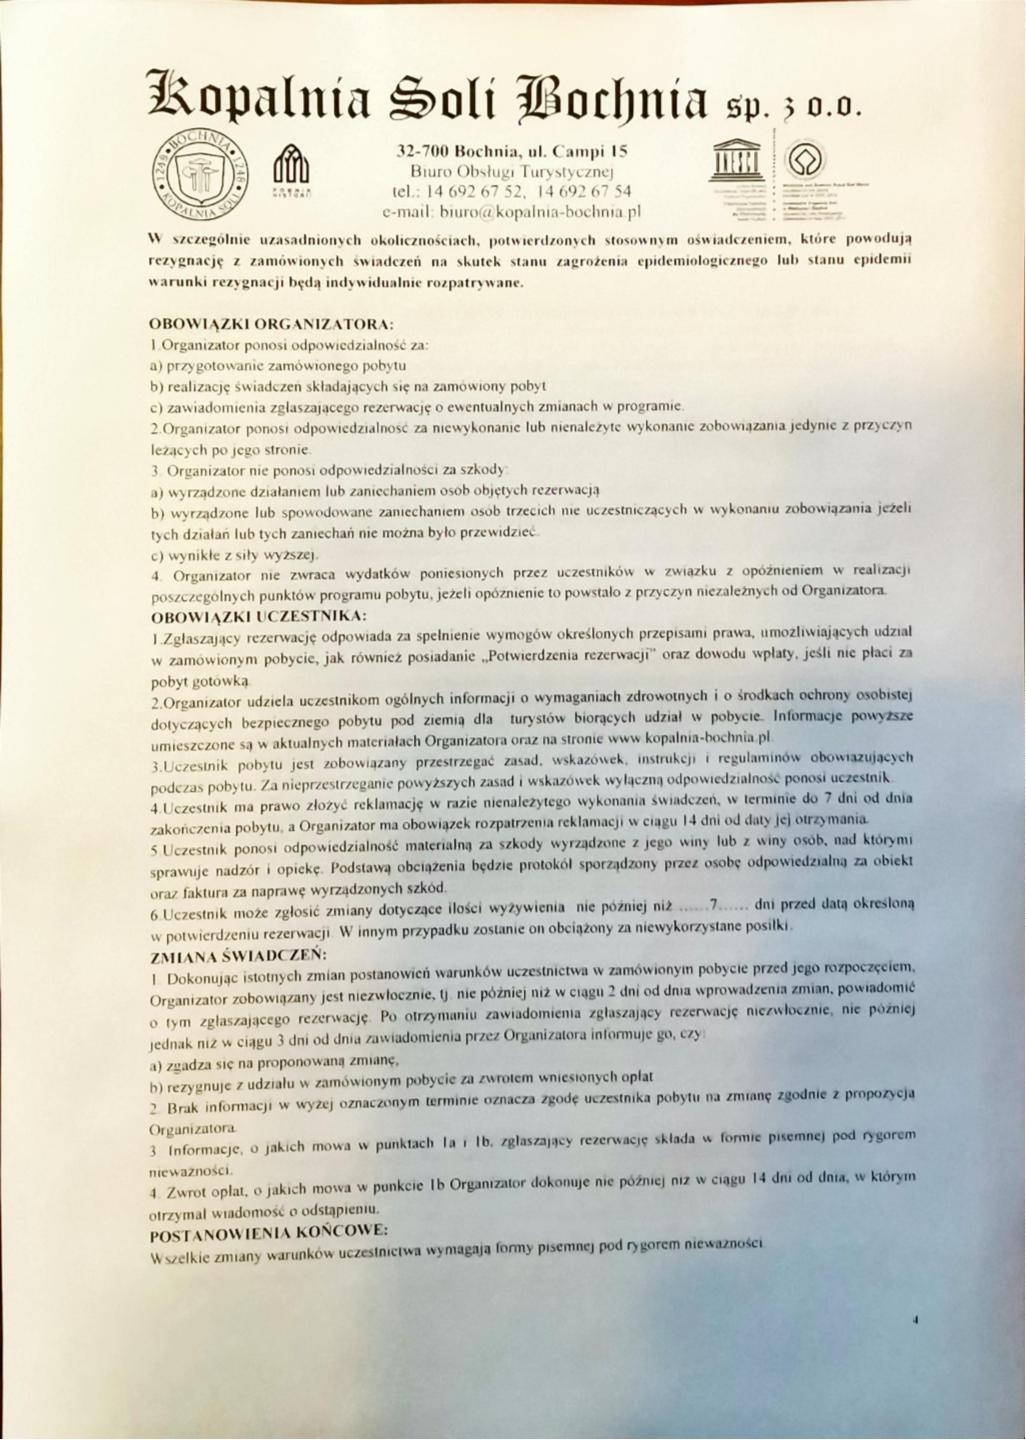 Kopalnia Soli Bochnia sp. z o.o.
BOCHNIA 1248 KOPALNIA SOLI 1248
32-700 Bochnia, ul. Campi 15
Biuro Obsługi Turystycznej
tel.: 14 692 67 52, 14 692 67 54
e-mail: biuro@kopalnia-bochnia.pl
W szczególnie uzasadnionych okolicznościach, potwierdzonych stosownym oświadczeniem, które powodują
rezygnację z zamówionych świadczeń na skutek stanu zagrożenia epidemiologicznego lub stanu epidemii
warunki rezygnacji będą indywidualnie rozpatrywane.
OBOWIĄZKI ORGANIZATORA:
1.Organizator ponosi odpowiedzialność za:
a) przygotowanie zamówionego pobytu
b) realizację świadczeń składających się na zamówiony pobyt
c) zawiadomienia zgłaszającego rezerwację o ewentualnych zmianach w programie.
2.Organizator ponosi odpowiedzialność za niewykonanie lub nienależyte wykonanie zobowiązania jedynie z przyczyn
leżących po jego stronie.
3. Organizator nie ponosi odpowiedzialności za szkody:
a) wyrządzone działaniem lub zaniechaniem osób objętych rezerwacją
b) wyrządzone lub spowodowane zaniechaniem osób trzecich nie uczestniczących w wykonaniu zobowiązania jeżeli
tych działań lub tych zaniechań nie można było przewidzieć.
c) wynikłe z siły wyższej.
4. Organizator nie zwraca wydatków poniesionych przez uczestników w związku z opóźnieniem w realizacji
poszczególnych punktów programu pobytu, jeżeli opóźnienie to powstało z przyczyn niezależnych od Organizatora.
OBOWIĄZKI UCZESTNIKA:
1.Zgłaszający rezerwację odpowiada za spełnienie wymogów określonych przepisami prawa, umożliwiających udział
w zamówionym pobycie, jak również posiadanie „Potwierdzenia rezerwacji" oraz dowodu wpłaty, jeśli nie płaci za
pobyt gotówką.
2.Organizator udziela uczestnikom ogólnych informacji o wymaganiach zdrowotnych i o środkach ochrony osobistej
dotyczących bezpiecznego pobytu pod ziemią dla turystów biorących udział w pobycie. Informacje powyższe
umieszczone są w aktualnych materiałach Organizatora oraz na stronie www.kopalnia-bochnia.pl
3.Uczestnik pobytu jest zobowiązany przestrzegać zasad, wskazówek, instrukcji i regulaminów obowiązujących
podczas pobytu. Za nieprzestrzeganie powyższych zasad i wskazówek wyłączną odpowiedzialność ponosi uczestnik.
4.Uczestnik ma prawo złożyć reklamację w razie nienależytego wykonania świadczeń, w terminie do 7 dni od dnia
zakończenia pobytu, a Organizator ma obowiązek rozpatrzenia reklamacji w ciągu 14 dni od daty jej otrzymania.
5.Uczestnik ponosi odpowiedzialność materialną za szkody wyrządzone z jego winy lub z winy osób, nad którymi
sprawuje nadzór i opiekę. Podstawą obciążenia będzie protokół sporządzony przez osobę odpowiedzialną za obiekt
oraz faktura za naprawę wyrządzonych szkód.
6.Uczestnik może zgłosić zmiany dotyczące ilości wyżywienia nie później niż ......7...... dni przed datą określoną
w potwierdzeniu rezerwacji. W innym przypadku zostanie on obciążony za niewykorzystane posiłki.
ZMIANA ŚWIADCZEŃ:
1. Dokonując istotnych zmian postanowień warunków uczestnictwa w zamówionym pobycie przed jego rozpoczęciem,
Organizator zobowiązany jest niezwłocznie, tj. nie później niż w ciągu 2 dni od dnia wprowadzenia zmian, powiadomić
o tym zgłaszającego rezerwację. Po otrzymaniu zawiadomienia zgłaszający rezerwację niezwłocznie, nie później
jednak niż w ciągu 3 dni od dnia zawiadomienia przez Organizatora informuje go, czy:
a) zgadza się na proponowaną zmianę,
b) rezygnuje z udziału w zamówionym pobycie za zwrotem wniesionych opłat
2. Brak informacji w wyżej oznaczonym terminie oznacza zgodę uczestnika pobytu na zmianę zgodnie z propozycją
Organizatora.
3. Informacje, o jakich mowa w punktach 1a i 1b, zgłaszający rezerwację składa w formie pisemnej pod rygorem
nieważności.
4. Zwrot opłat, o jakich mowa w punkcie 1b Organizator dokonuje nie później niż w ciągu 14 dni od dnia, w którym
otrzymał wiadomość o odstąpieniu.
POSTANOWIENIA KOŃCOWE:
Wszelkie zmiany warunków uczestnictwa wymagają formy pisemnej pod rygorem nieważności.
4